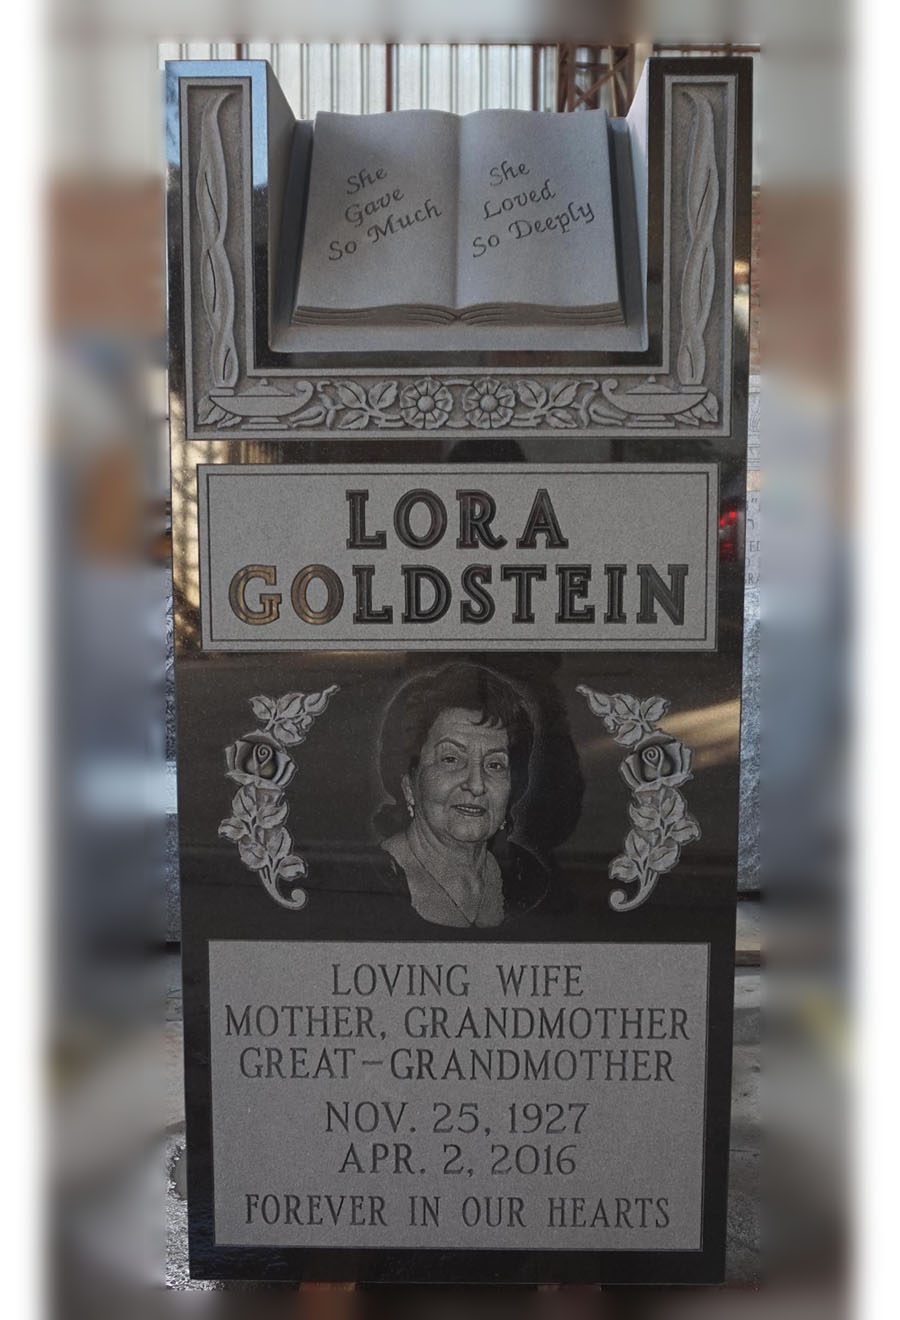 She
Gave
So Much
She
Loved
So Deeply
LORA
GOLDSTEIN
LOVING WIFE
MOTHER, GRANDMOTHER
GREAT-GRANDMOTHER
NOV. 25, 1927
APR. 2, 2016
FOREVER IN OUR HEARTS